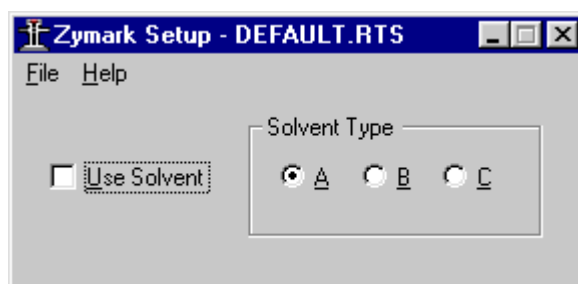 Zymark Setup - DEFAULT.RTS
File Help
Solvent Type
Use Solvent A B C